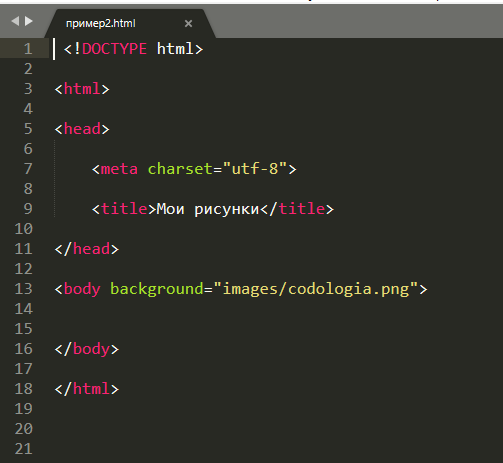 пример2.html ×
1 <!DOCTYPE html>
2
3 <html>
4
5 <head>
6
7 <meta charset="utf-8">
8
9 <title>Мои рисунки</title>
10
11 </head>
12
13 <body background="images/codologia.png">
14
15
16 </body>
17
18 </html>
19
20
21